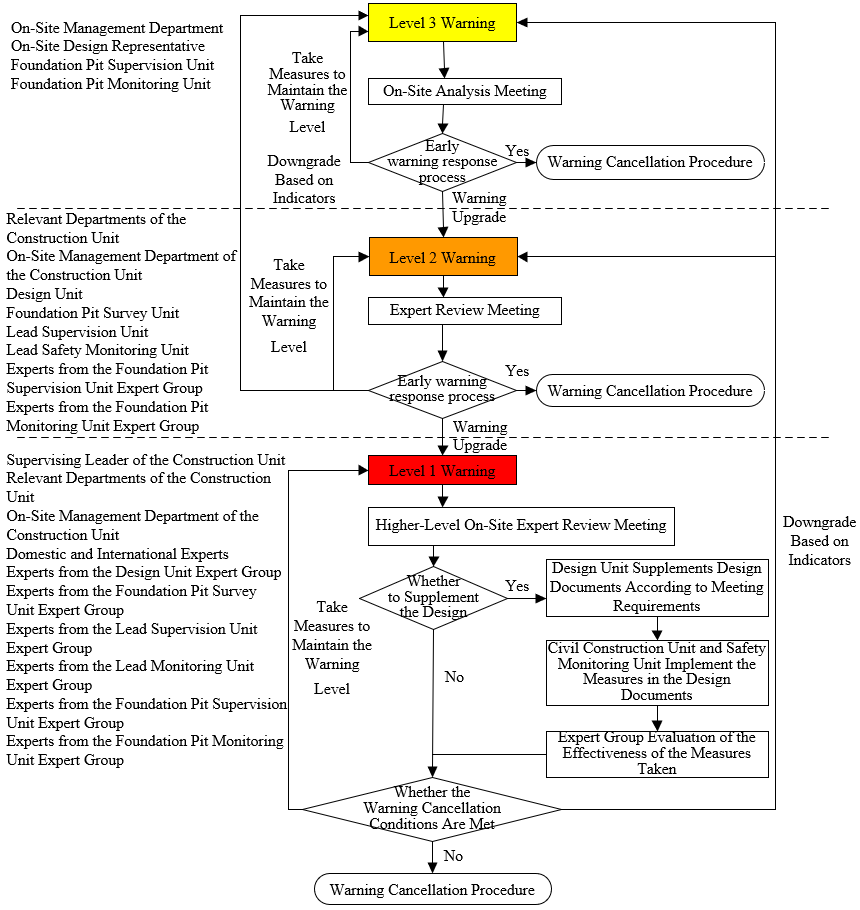 On-Site Management Department
On-Site Design Representative
Foundation Pit Supervision Unit
Foundation Pit Monitoring Unit
Level 3 Warning
Take
Measures to
Maintain the
Warning
Level
On-Site Analysis Meeting
Early
warning response
process
Yes
Warning Cancellation Procedure
Downgrade
Based on
Indicators
Warning
Upgrade
Relevant Departments of the
Construction Unit
On-Site Management Department of
the Construction Unit
Design Unit
Foundation Pit Survey Unit
Lead Supervision Unit
Lead Safety Monitoring Unit
Experts from the Foundation Pit
Supervision Unit Expert Group
Experts from the Foundation Pit
Monitoring Unit Expert Group
Level 2 Warning
Take
Measures to
Maintain the
Warning
Level
Expert Review Meeting
Early warning
response process
Yes
Warning Cancellation Procedure
Warning
Upgrade
Supervising Leader of the Construction Unit
Relevant Departments of the Construction
Unit
On-Site Management Department of the
Construction Unit
Domestic and International Experts
Experts from the Design Unit Expert Group
Experts from the Foundation Pit Survey
Unit Expert Group
Experts from the Lead Supervision Unit
Expert Group
Experts from the Lead Monitoring Unit
Expert Group
Experts from the Foundation Pit Supervision
Unit Expert Group
Experts from the Foundation Pit Monitoring
Unit Expert Group
Level 1 Warning
Higher-Level On-Site Expert Review Meeting
Whether
to Supplement
the Design
Yes
Design Unit Supplements Design
Documents According to Meeting
Requirements
Take
Measures to
Maintain the
Warning
Level
No
Civil Construction Unit and Safety
Monitoring Unit Implement the
Measures in the Design
Documents
Expert Group Evaluation of the
Effectiveness of the Measures
Taken
Downgrade
Based on
Indicators
Whether the
Warning Cancellation
Conditions Are Met
No
Warning Cancellation Procedure